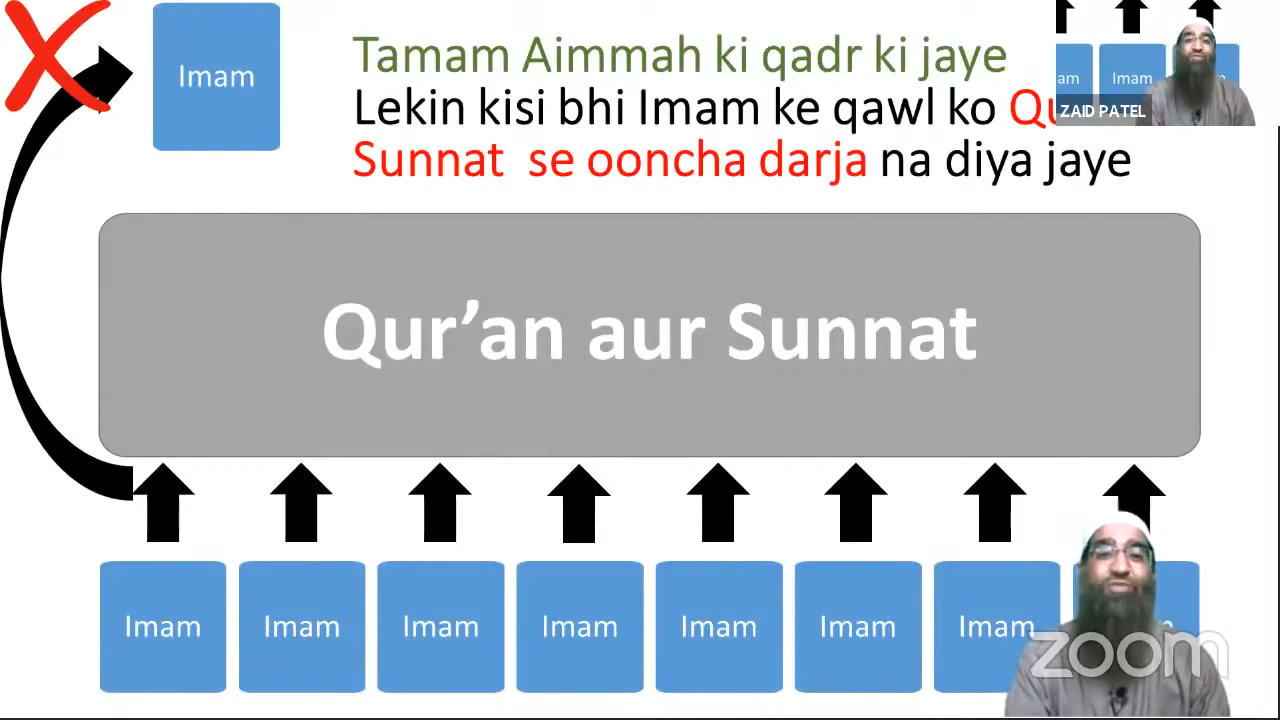 Imam
Tamam Aimmah ki qadr ki jaye
Lekin kisi bhi Imam ke qawl ko
Sunnat se ooncha darja na diya jaye
Imam
ZAID PATEL
Qur’an aur Sunnat
Imam Imam Imam Imam Imam Imam Imam
zoom